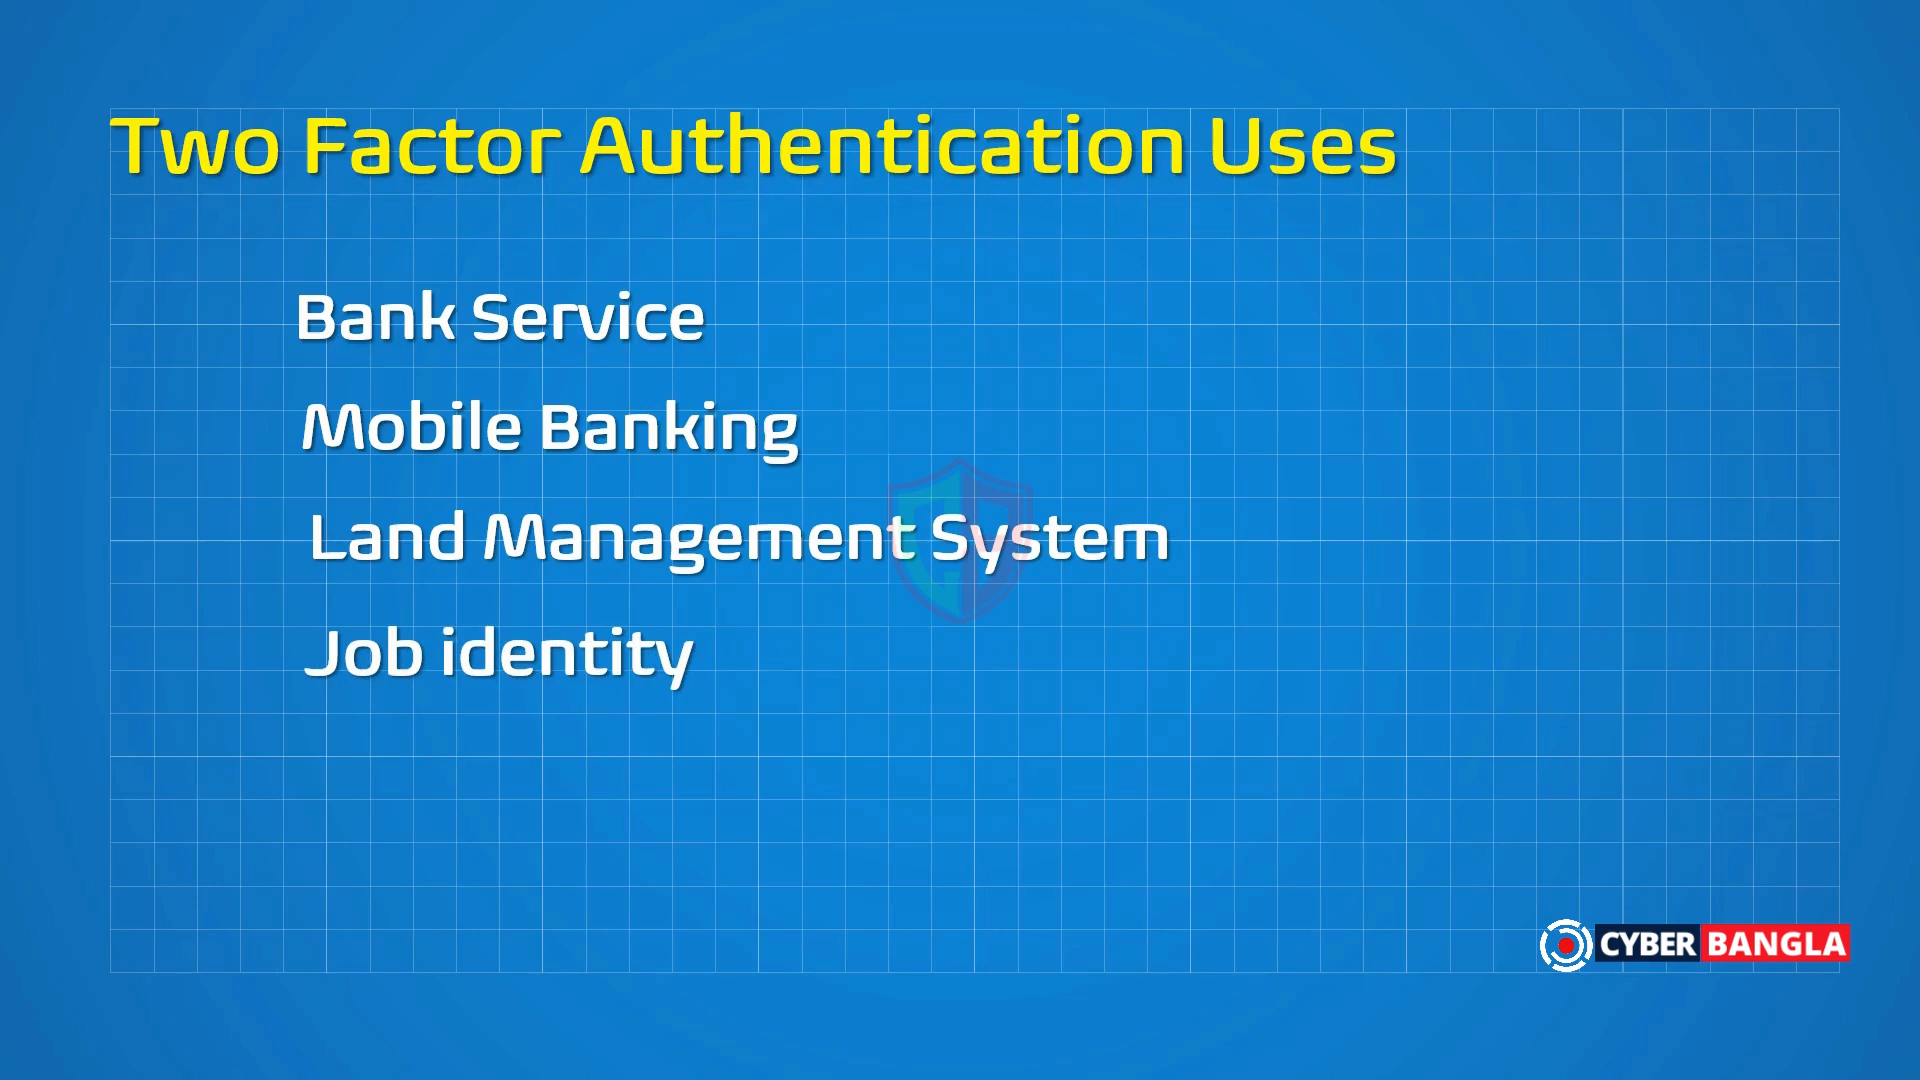 Two Factor Authentication Uses
Bank Service
Mobile Banking
Land Management System
Job identity
CYBER BANGLA